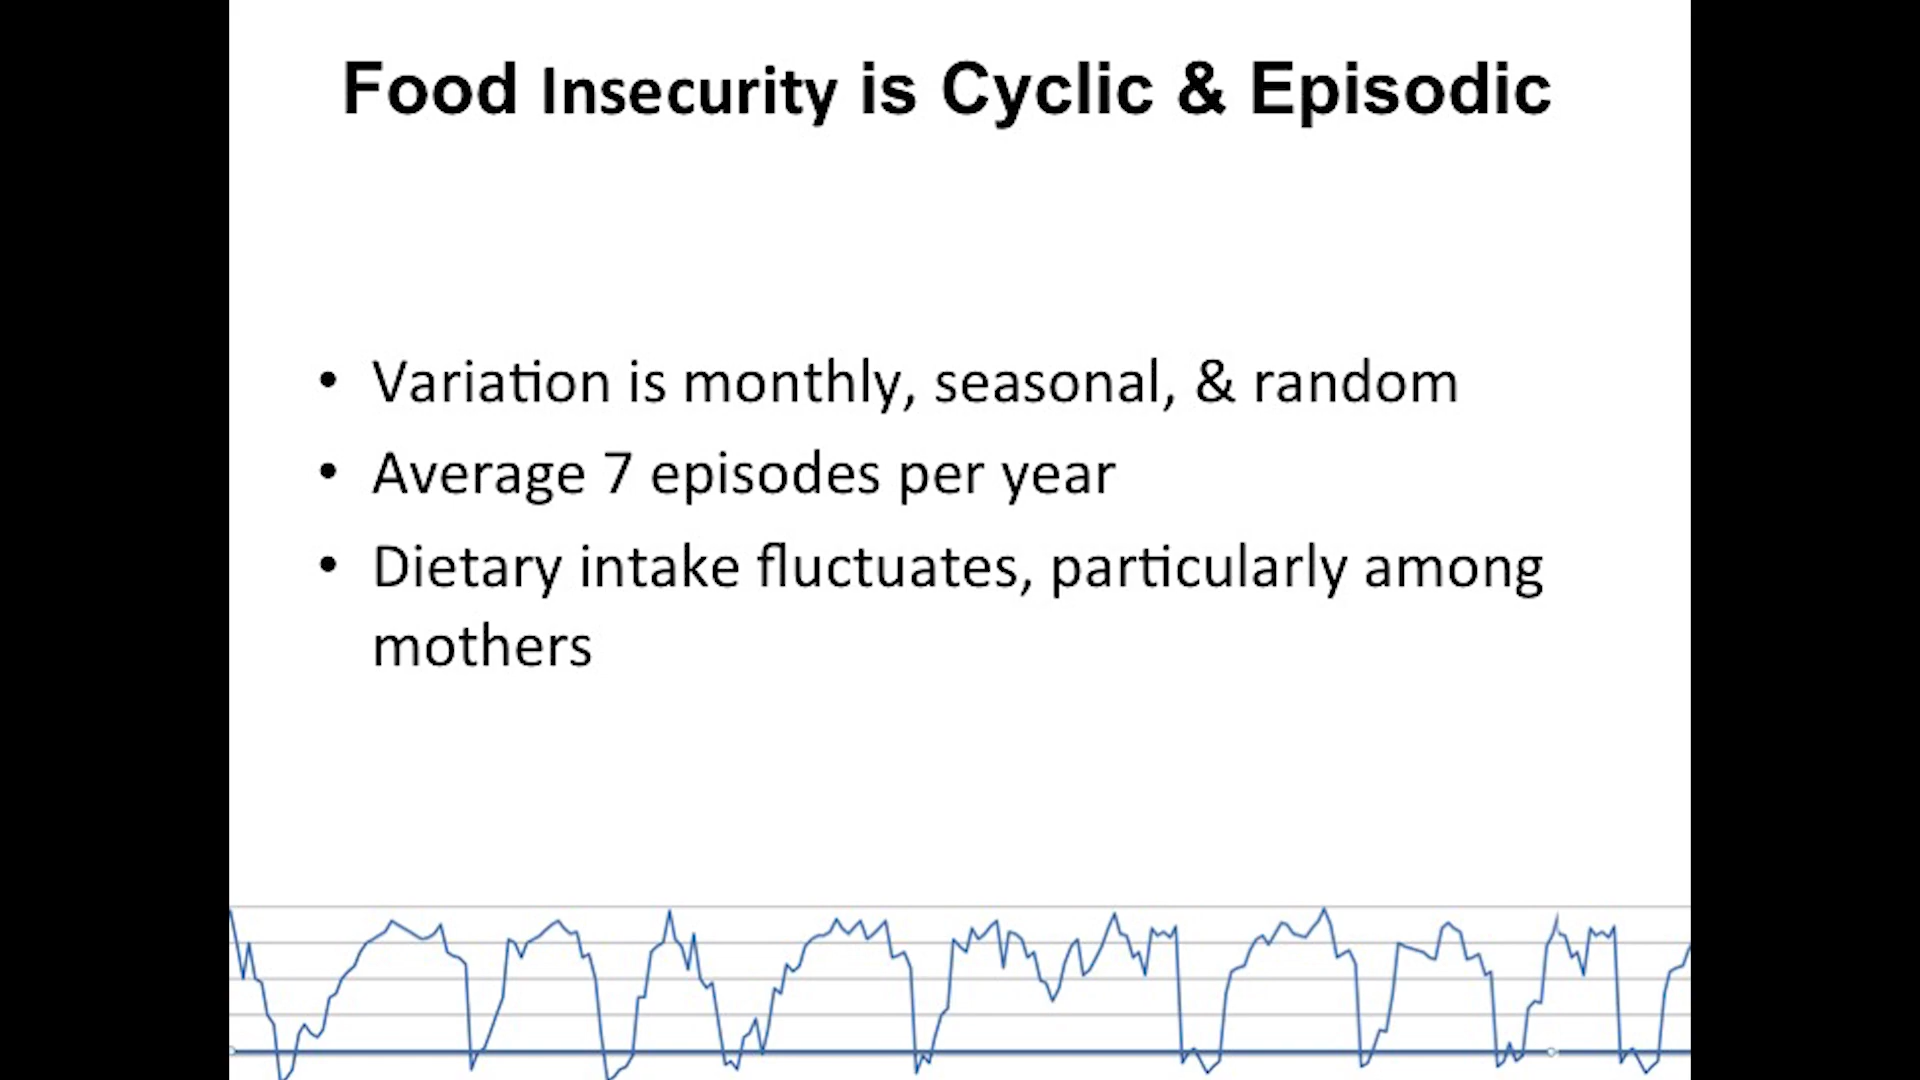 Food Insecurity is Cyclic & Episodic
• Variation is monthly, seasonal, & random
• Average 7 episodes per year
• Dietary intake fluctuates, particularly among
mothers